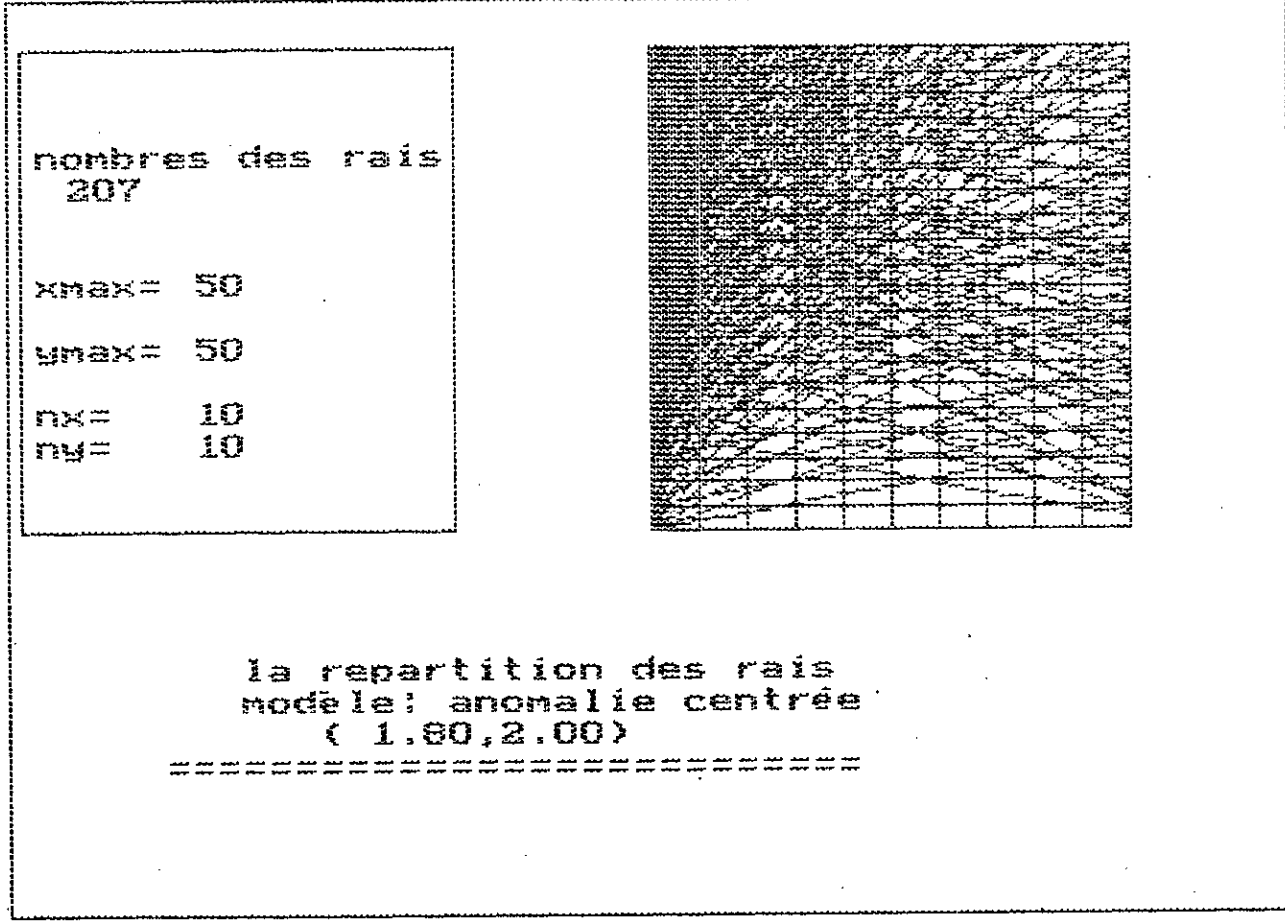 nombres des rais
207
xmax= 50
ymax= 50
nx= 10
ny= 10
la repartition des rais
modèle: anomalie centrée
( 1.80,2.00)
============================